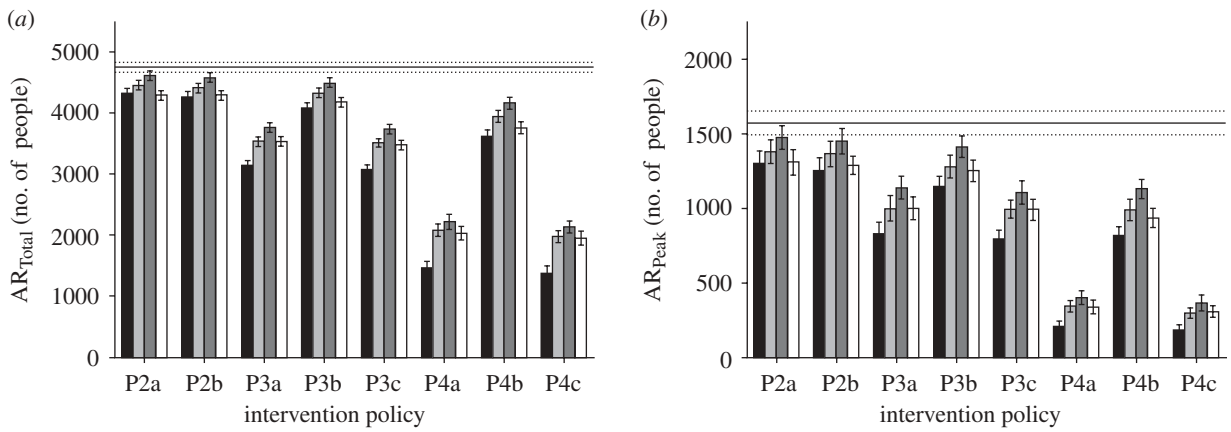 (a)
5000
4000
3000
2000
1000
0
AR_Total (no. of people)
P2a P2b P3a P3b P3c P4a P4b P4c
intervention policy
(b)
2000
1500
1000
500
0
AR_Peak (no. of people)
P2a P2b P3a P3b P3c P4a P4b P4c
intervention policy